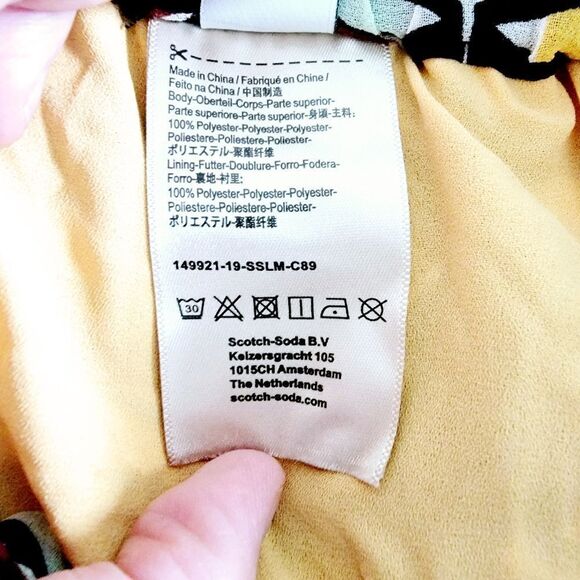 Made in China / Fabriqué en Chine /
Feito na China / 中国制造
Body-Oberteil-Corps-Parte superior-
Parte superiore-Parte superior-身頃-主料:
100% Polyester-Polyester-Polyester-
Poliestere-Poliestere-Poliester-
ポリエステル-聚酯纤维
Lining-Futter-Doublure-Forro-Fodera-
Forro-裏地-衬里:
100% Polyester-Polyester-Polyester-
Poliestere-Poliestere-Poliester-
ポリエステル-聚酯纤维
149921-19-SSLM-C89
30
Scotch-Soda B.V
Keizersgracht 105
1015CH Amsterdam
The Netherlands
scotch-soda.com